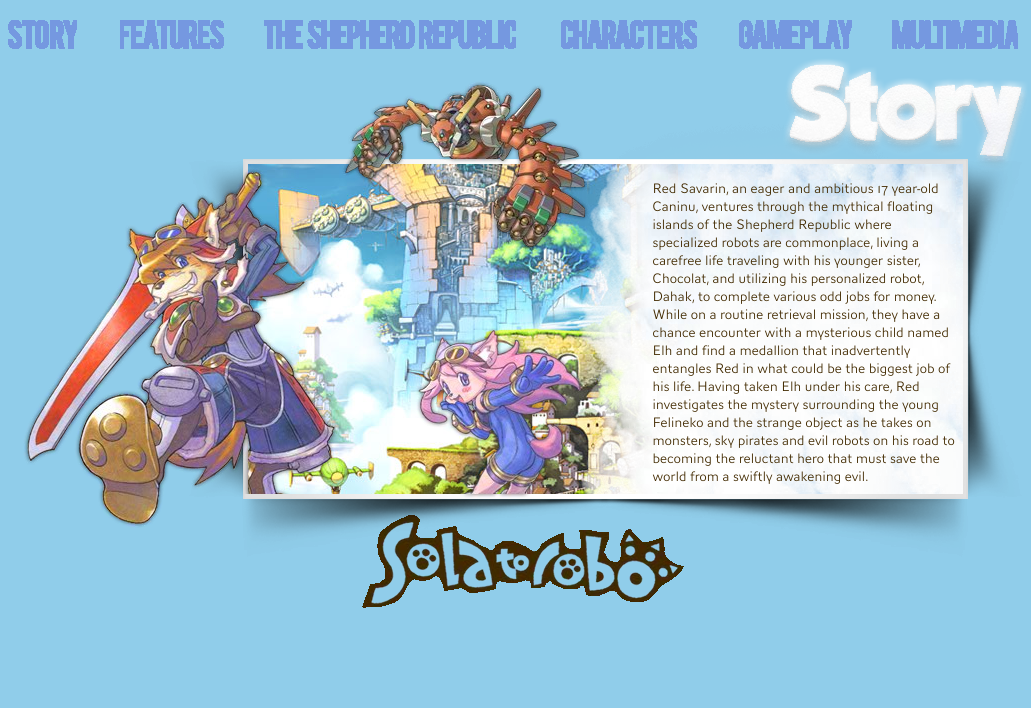 STORY FEATURES THE SHEPHERD REPUBLIC CHARACTERS GAMEPLAY MULTIMEDIA
Story
Red Savarin, an eager and ambitious 17 year-old
Caninu, ventures through the mythical floating
islands of the Shepherd Republic where
specialized robots are commonplace, living a
carefree life traveling with his younger sister,
Chocolat, and utilizing his personalized robot,
Dahak, to complete various odd jobs for money.
While on a routine retrieval mission, they have a
chance encounter with a mysterious child named
Elh and find a medallion that inadvertently
entangles Red in what could be the biggest job of
his life. Having taken Elh under his care, Red
investigates the mystery surrounding the young
Felineko and the strange object as he takes on
monsters, sky pirates and evil robots on his road to
becoming the reluctant hero that must save the
world from a swiftly awakening evil.
Solatorobo